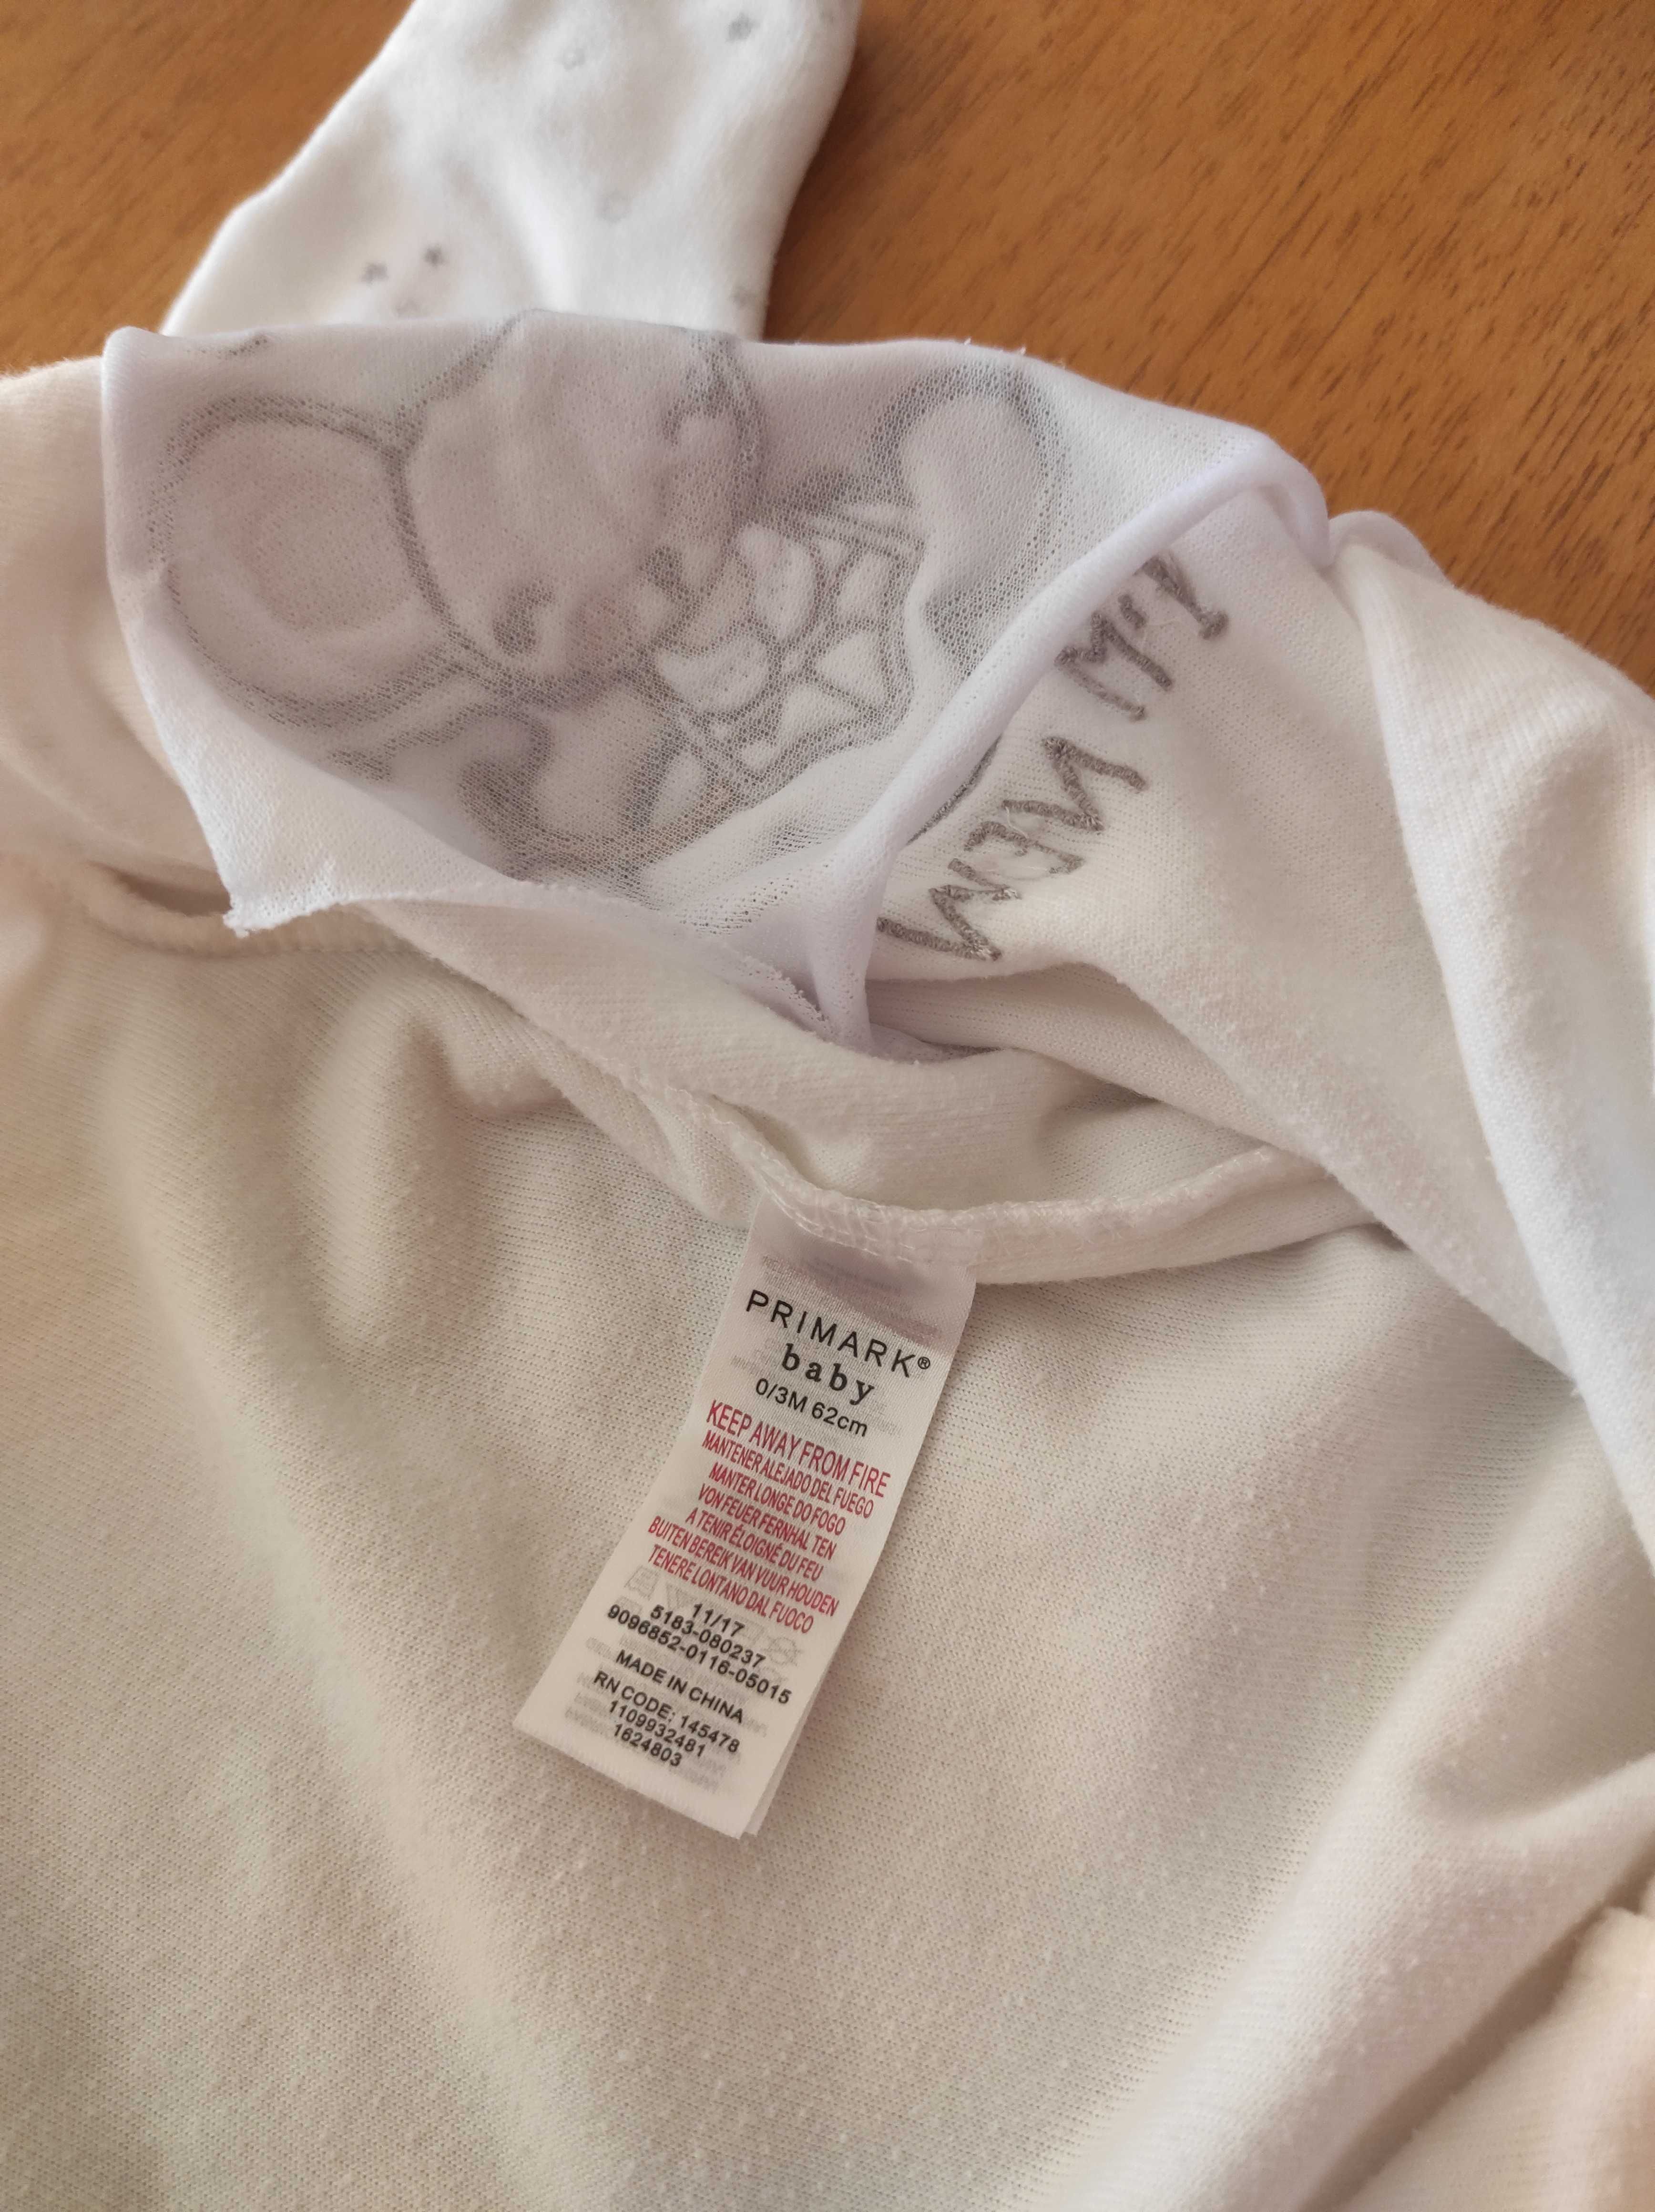 I'M NEW
PRIMARK®
baby
0/3M 62cm
KEEP AWAY FROM FIRE
MANTENER ALEJADO DEL FUEGO
MANTER LONGE DO FOGO
VON FEUER FERNHAL TEN
A TENIR ÉLOIGNÉ DU FEU
BUITEN BEREIK VAN VUUR HOUDEN
TENERE LONTANO DAL FUOCO
11/17
5183-080237
9096852-0116-05015
MADE IN CHINA
RN CODE: 145478
1109932481
1624803